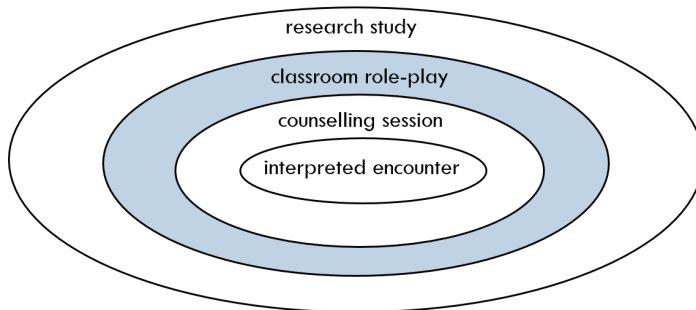 research study
classroom role-play
counselling session
interpreted encounter